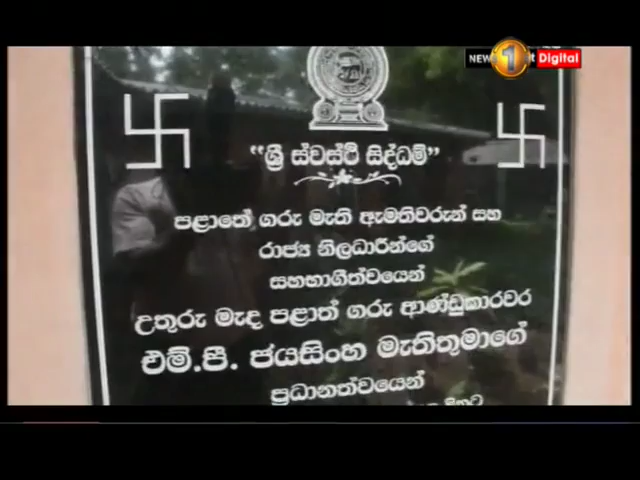 NEWS 1st Digital
"ශ්‍රී ස්වස්ථි සිද්ධම්"
පළාතේ ගරු මැති ඇමතිවරුන් සහ
රාජ්‍ය නිලධාරීන්ගේ
සහභාගීත්වයෙන්
උතුරු මැද පළාත් ගරු ආණ්ඩුකාරවර
එම්.පී. ජයසිංහ මැතිතුමාගේ
ප්‍රධානත්වයෙන්